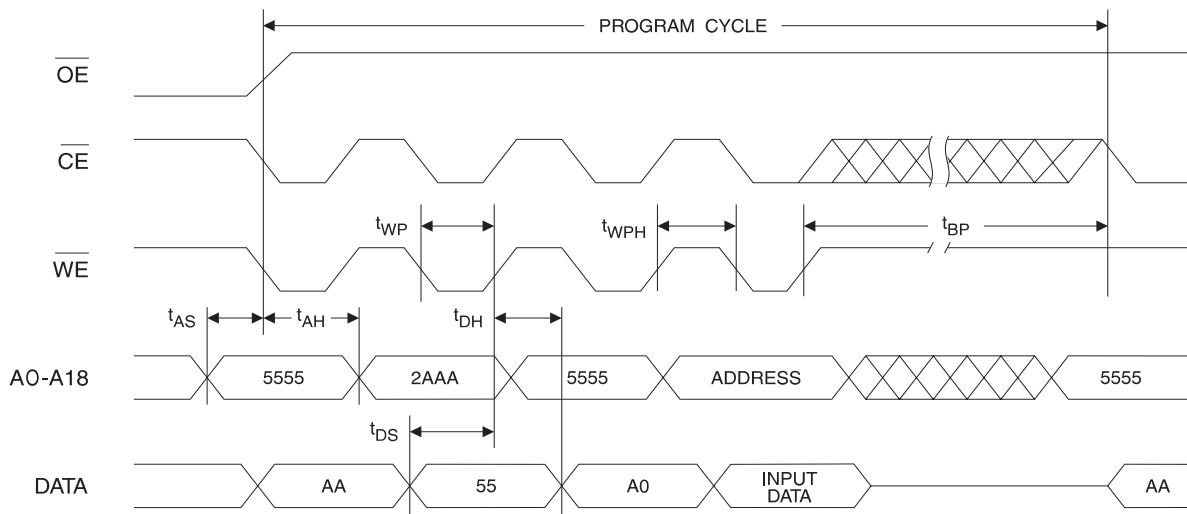 PROGRAM CYCLE
OE
CE
tWP
tWPH
tBP
WE
tAS
tAH
tDH
A0-A18
5555
2AAA
5555
ADDRESS
5555
tDS
DATA
AA
55
A0
INPUT
DATA
AA